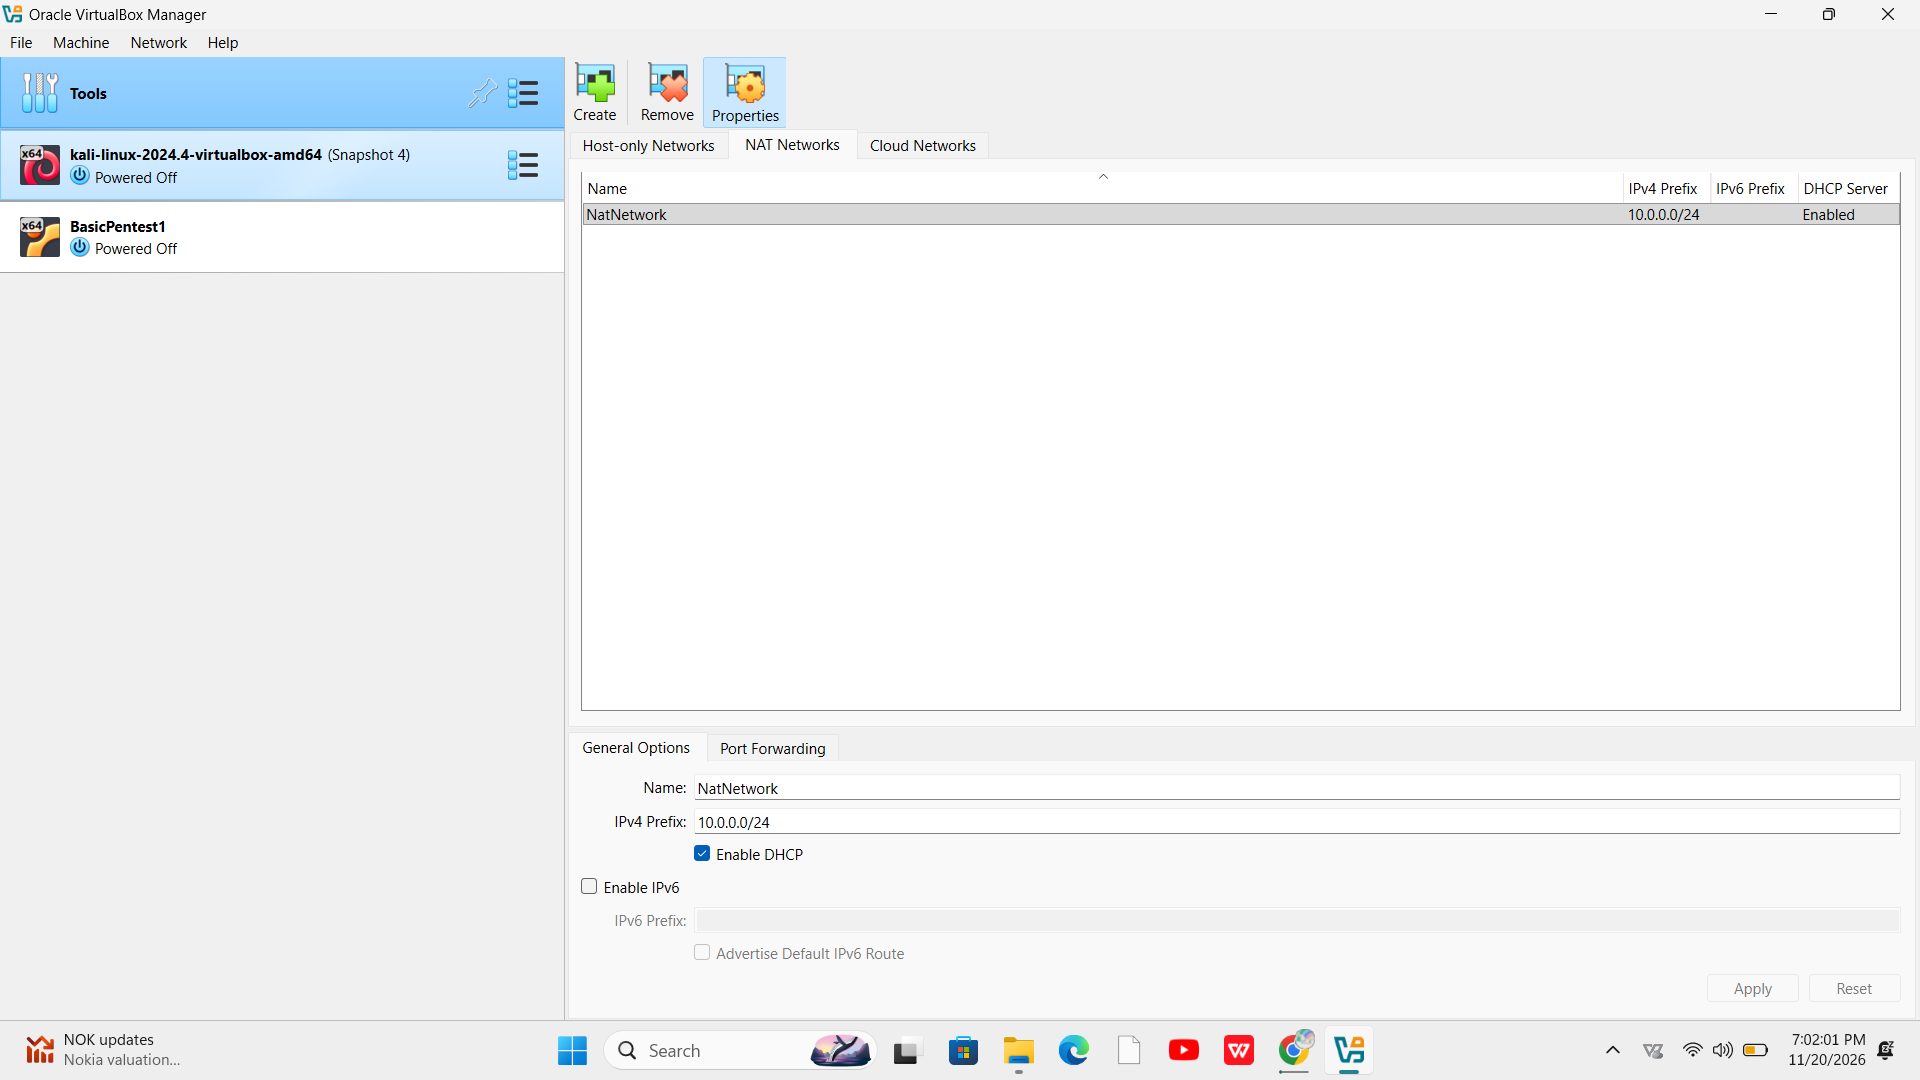 Oracle VirtualBox Manager
File Machine Network Help
Tools
x64
kali-linux-2024.4-virtualbox-amd64 (Snapshot 4)
Powered Off
x64
BasicPentest1
Powered Off
Create Remove Properties
Host-only Networks NAT Networks Cloud Networks
Name IPv4 Prefix IPv6 Prefix DHCP Server
NatNetwork 10.0.0.0/24 Enabled
General Options Port Forwarding
Name: NatNetwork
IPv4 Prefix: 10.0.0.0/24
Enable DHCP
Enable IPv6
IPv6 Prefix:
Advertise Default IPv6 Route
Apply Reset
NOK updates
Nokia valuation...
Search
W
7:02:01 PM
11/20/2026